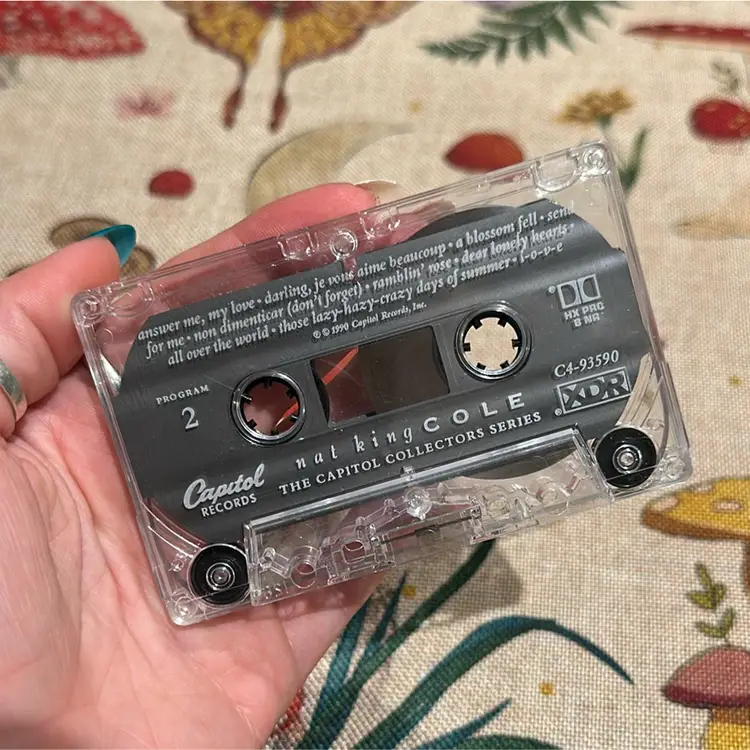 answer me, my love • darling, je vous aime beaucoup • a blossom fell • send
for me • non dimenticar (don't forget) • ramblin' rose • dear lonely hearts •
all over the world • those lazy-hazy-crazy days of summer • l-o-v-e
℗ © 1990 Capitol Records, Inc.
HX PRO
B NR
PROGRAM
2
C4-93590
XDR
nat king COLE
THE CAPITOL COLLECTORS SERIES
Capitol
RECORDS